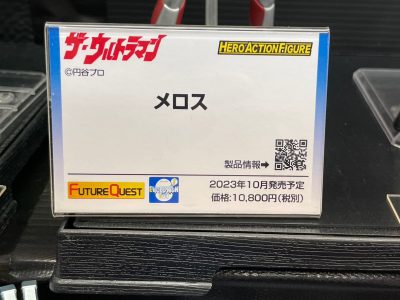 ザ・ウルトラマン
HERO ACTION FIGURE
©円谷プロ
メロス
製品情報➡
FUTURE QUEST
EVOLUTION
2023年10月発売予定
価格:10,800円(税別)